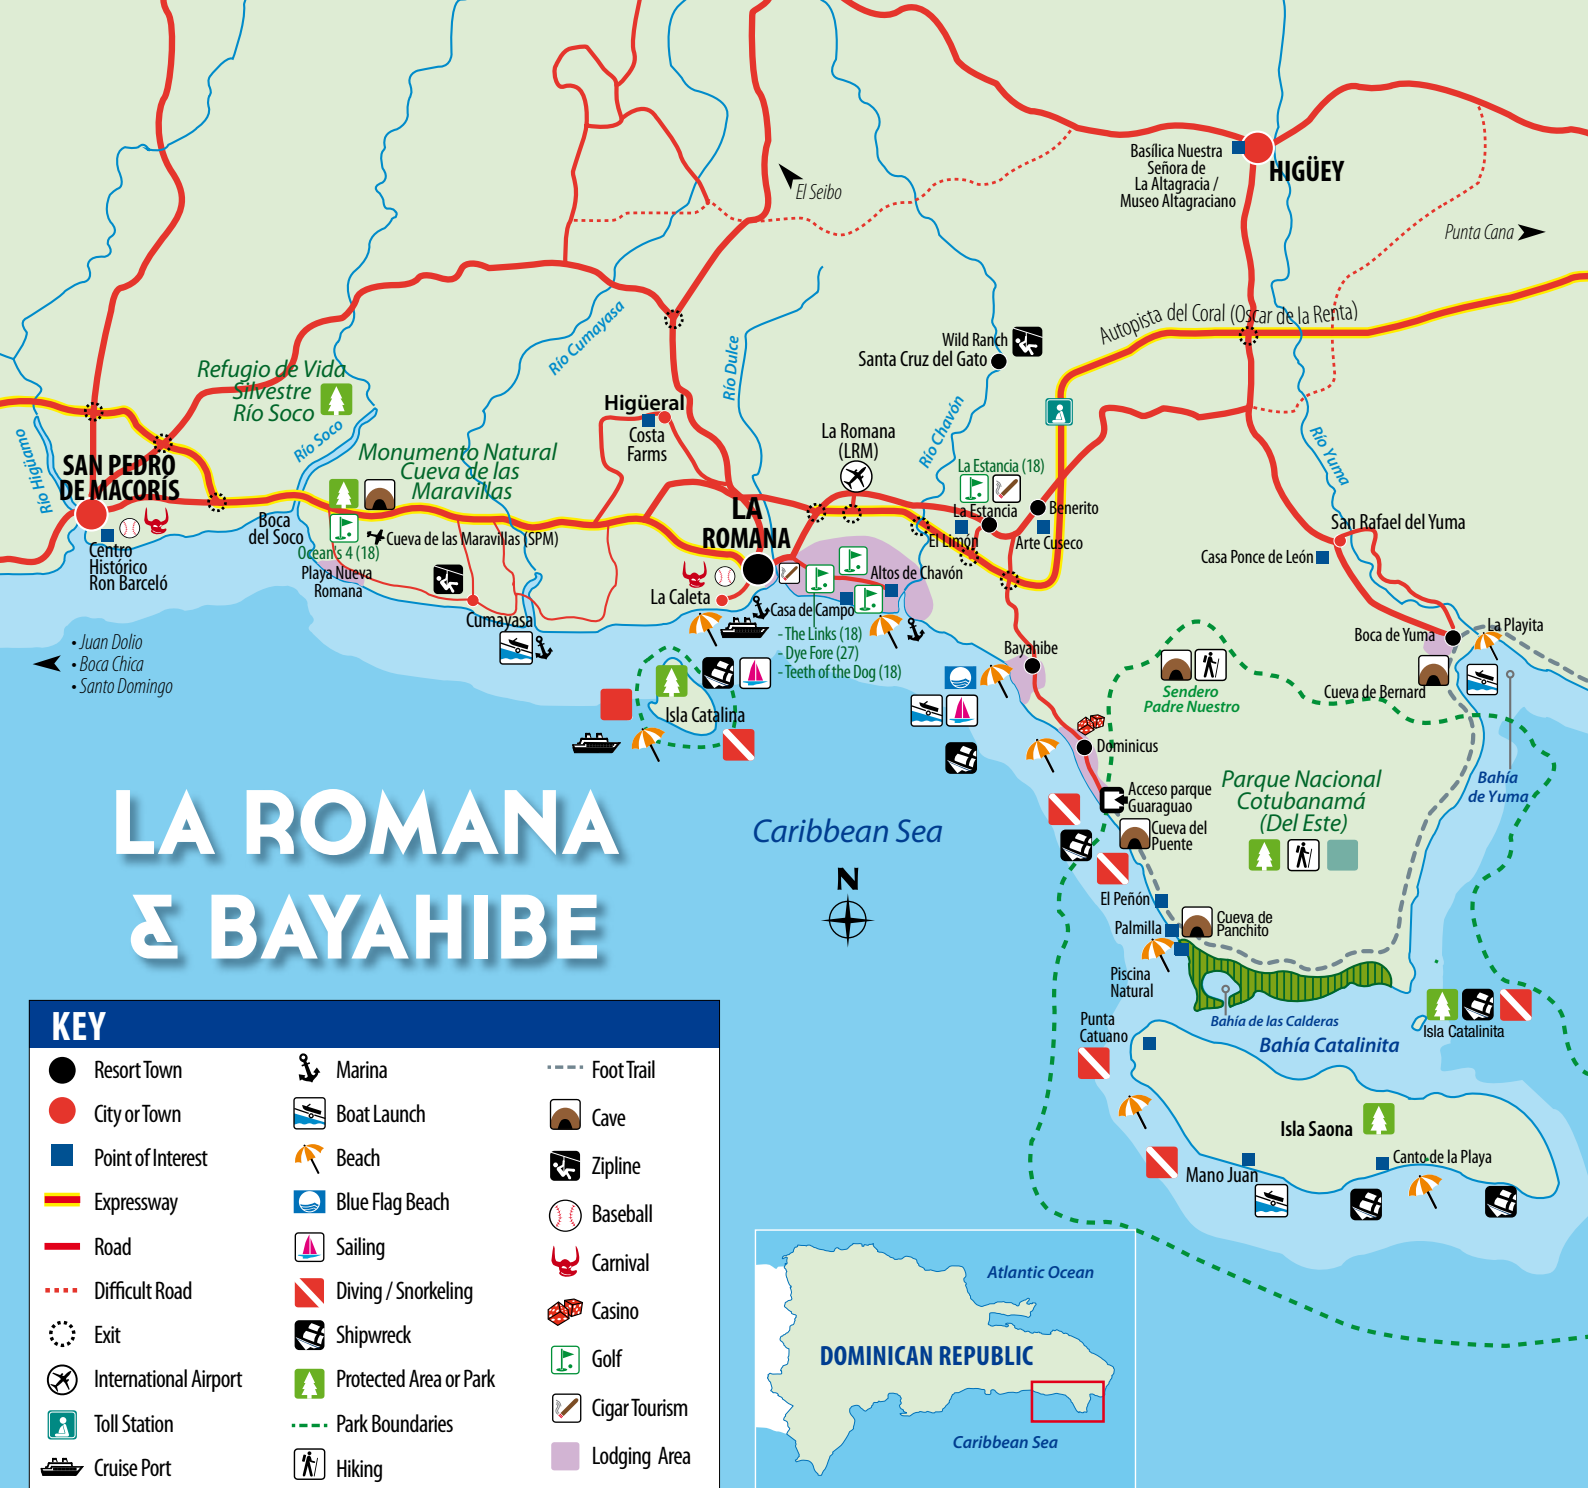 El Seibo
Basílica Nuestra
Señora de
La Altagracia /
Museo Altagraciano
HIGÜEY
Punta Cana
Autopista del Coral (Oscar de la Renta)
Río Cumayasa
Río Dulce
Wild Ranch
Santa Cruz del Gato
Río Chavón
Refugio de Vida
Silvestre
Río Soco
Río Soco
Río Higüamo
Río Yuma
Higüeral
Costa
Farms
La Romana
(LRM)
Monumento Natural
Cueva de las
Maravillas
SAN PEDRO
DE MACORÍS
La Estancia (18)
La Estancia
Benerito
El Limón
Arte Cuseco
LA
ROMANA
San Rafael del Yuma
Casa Ponce de León
Centro
Histórico
Ron Barceló
Boca
del Soco
Ocean's 4 (18)
Cueva de las Maravillas (SPM)
Playa Nueva
Romana
Cumayasa
La Caleta
Altos de Chavón
Casa de Campo
- The Links (18)
- Dye Fore (27)
- Teeth of the Dog (18)
• Juan Dolio
• Boca Chica
• Santo Domingo
Isla Catalina
Bayahibe
Boca de Yuma
La Playita
Sendero
Padre Nuestro
Cueva de Bernard
Dominicus
Acceso parque
Guaraguao
Cueva del
Puente
Parque Nacional
Cotubanamá
(Del Este)
Bahía
de Yuma
LA ROMANA
& BAYAHIBE
Caribbean Sea
N
El Peñón
Palmilla
Cueva de
Panchito
Piscina
Natural
Bahía de las Calderas
Bahía Catalinita
Isla Catalinita
Punta
Catuano
Isla Saona
Mano Juan
Canto de la Playa
KEY
Resort Town
City or Town
Point of Interest
Expressway
Road
Difficult Road
Exit
International Airport
Toll Station
Cruise Port
Marina
Boat Launch
Beach
Blue Flag Beach
Sailing
Diving / Snorkeling
Shipwreck
Protected Area or Park
Park Boundaries
Hiking
Foot Trail
Cave
Zipline
Baseball
Carnival
Casino
Golf
Cigar Tourism
Lodging Area
Atlantic Ocean
DOMINICAN REPUBLIC
Caribbean Sea